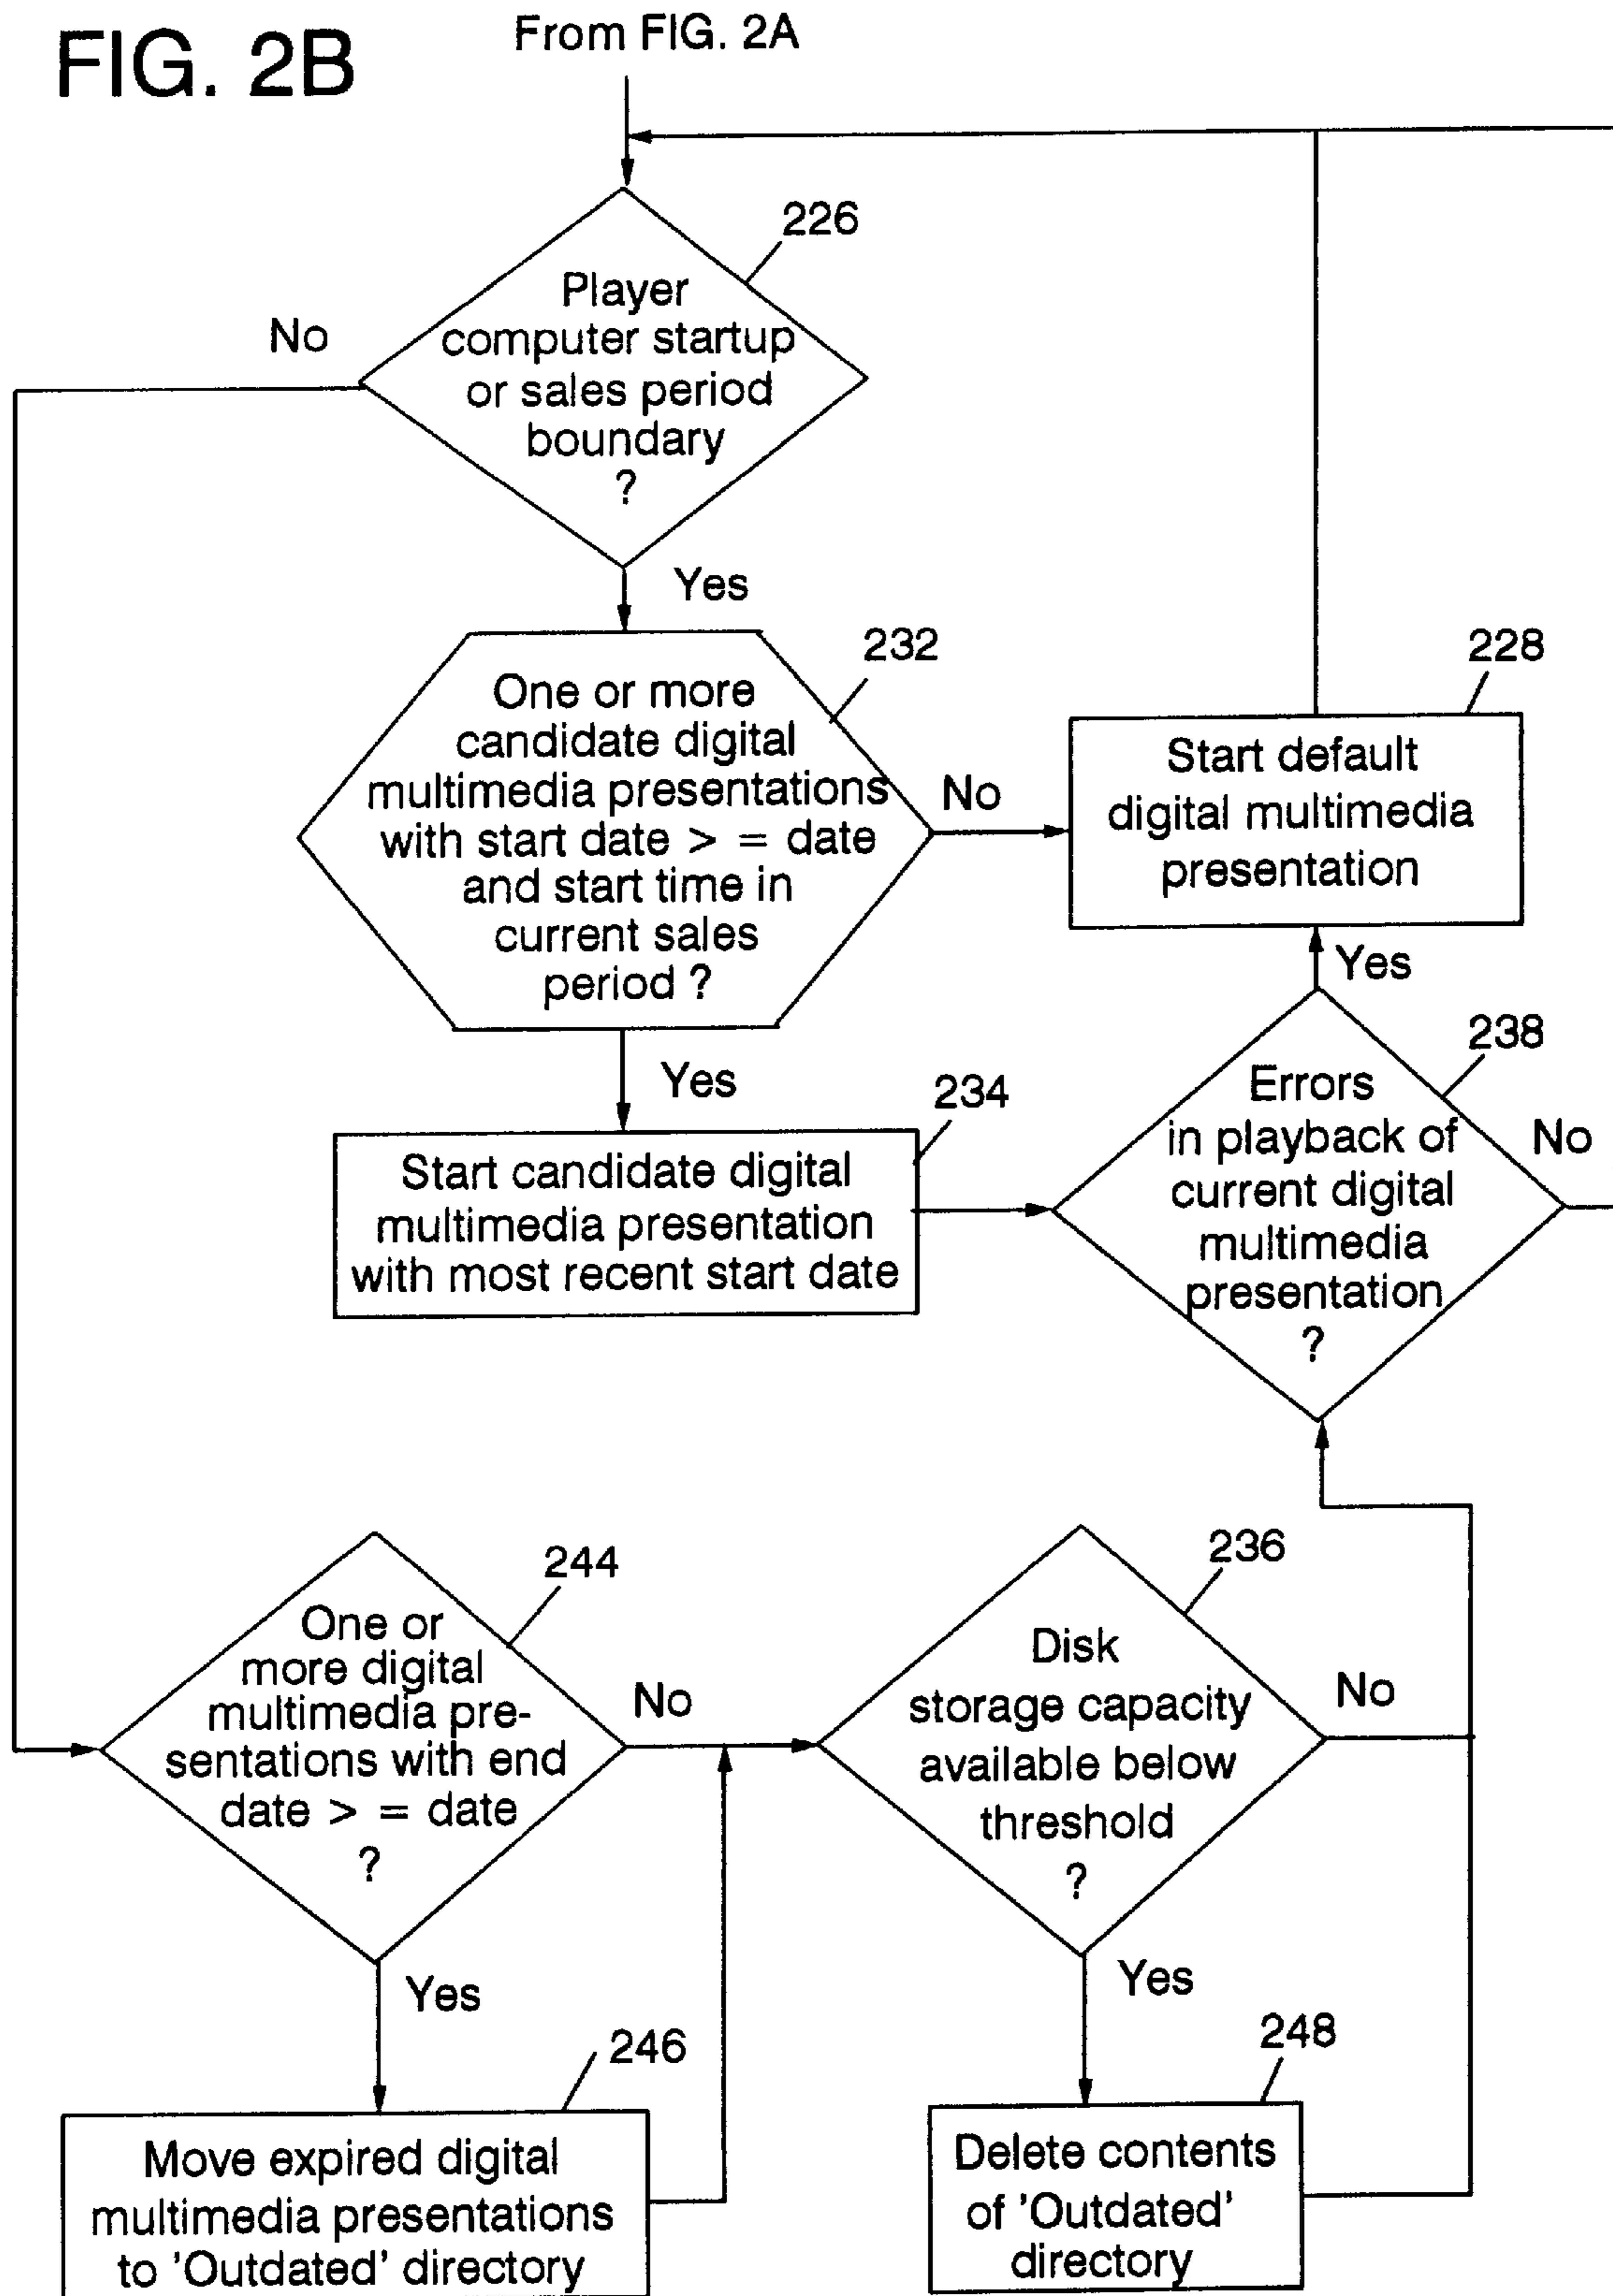 FIG. 2B
From FIG. 2A
226
Player
computer startup
or sales period
boundary
?
No
Yes
232
One or more
candidate digital
multimedia presentations
with start date > = date
and start time in
current sales
period ?
No
228
Start default
digital multimedia
presentation
Yes
Yes
234
Start candidate digital
multimedia presentation
with most recent start date
238
Errors
in playback of
current digital
multimedia
presentation
?
No
244
One or
more digital
multimedia pre-
sentations with end
date > = date
?
No
236
Disk
storage capacity
available below
threshold
?
No
Yes
Yes
246
Move expired digital
multimedia presentations
to 'Outdated' directory
248
Delete contents
of 'Outdated'
directory